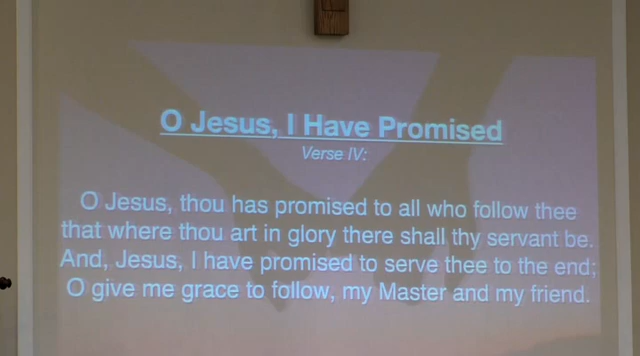 O Jesus, I Have Promised
Verse IV:
O Jesus, thou has promised to all who follow thee
that where thou art in glory there shall thy servant be.
And, Jesus, I have promised to serve thee to the end;
O give me grace to follow, my Master and my friend.